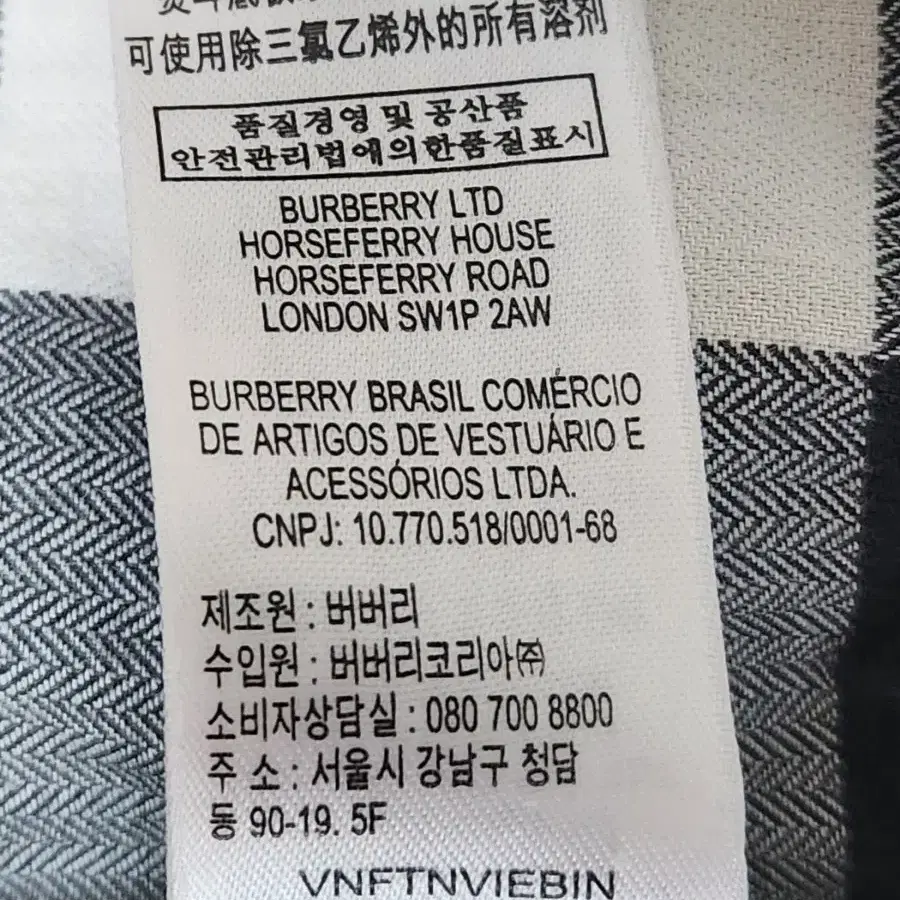 可使用除三氯乙烯外的所有溶剂
품질경영 및 공산품
안전관리법에의한품질표시
BURBERRY LTD
HORSEFERRY HOUSE
HORSEFERRY ROAD
LONDON SW1P 2AW
BURBERRY BRASIL COMÉRCIO
DE ARTIGOS DE VESTUÁRIO E
ACESSÓRIOS LTDA.
CNPJ: 10.770.518/0001-68
제조원 : 버버리
수입원 : 버버리코리아㈜
소비자상담실 : 080 700 8800
주 소 : 서울시 강남구 청담
동 90-19. 5F
VNFTNVIEBIN